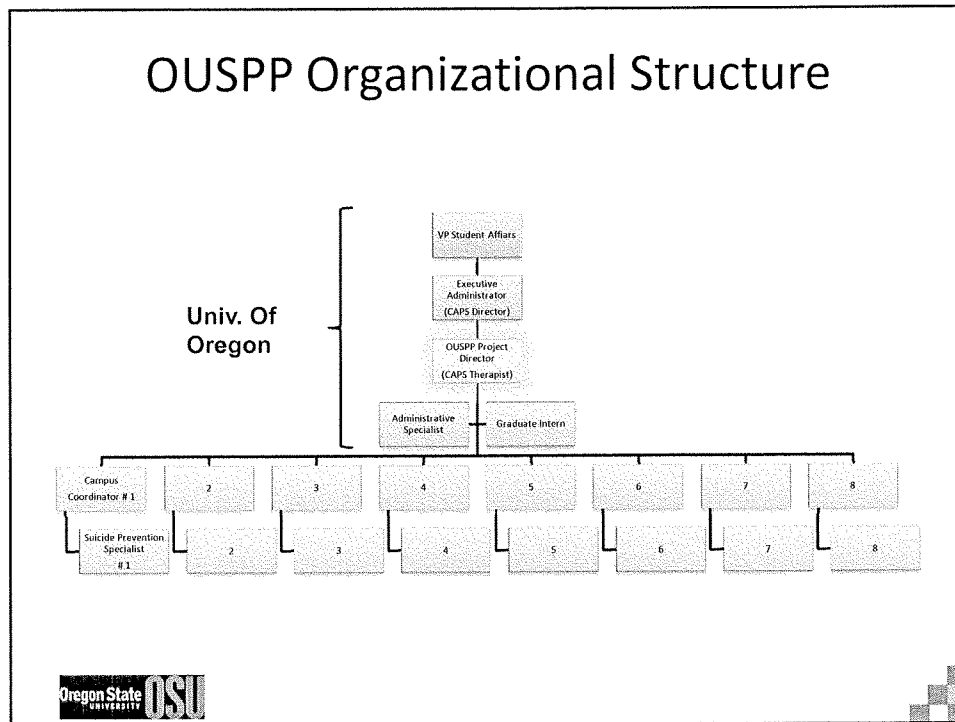 OUSPP Organizational Structure
VP Student Affiars
Executive
Administrator
(CAPS Director)
Univ. Of
Oregon
OUSPP Project
Director
(CAPS Therapist)
Administrative
Specialist
Graduate Intern
Campus
Coordinator # 1
2
3
4
5
6
7
8
Suicide Prevention
Specialist
# 1
2
3
4
5
6
7
8
Oregon State
UNIVERSITY
OSU